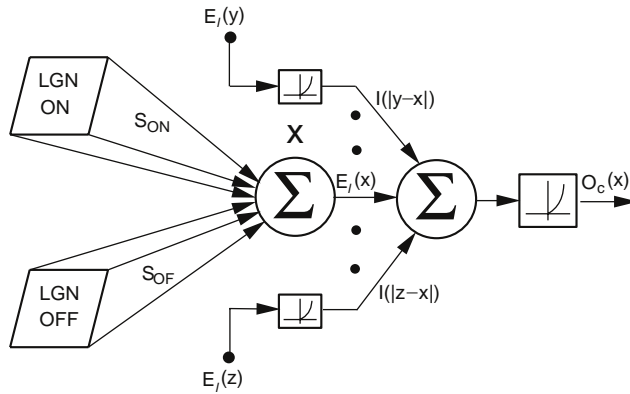 E_l(y)
LGN
ON
S_ON
I(|y−x|)
X
Σ
E_l(x)
Σ
O_c(x)
S_OF
LGN
OFF
I(|z−x|)
E_l(z)